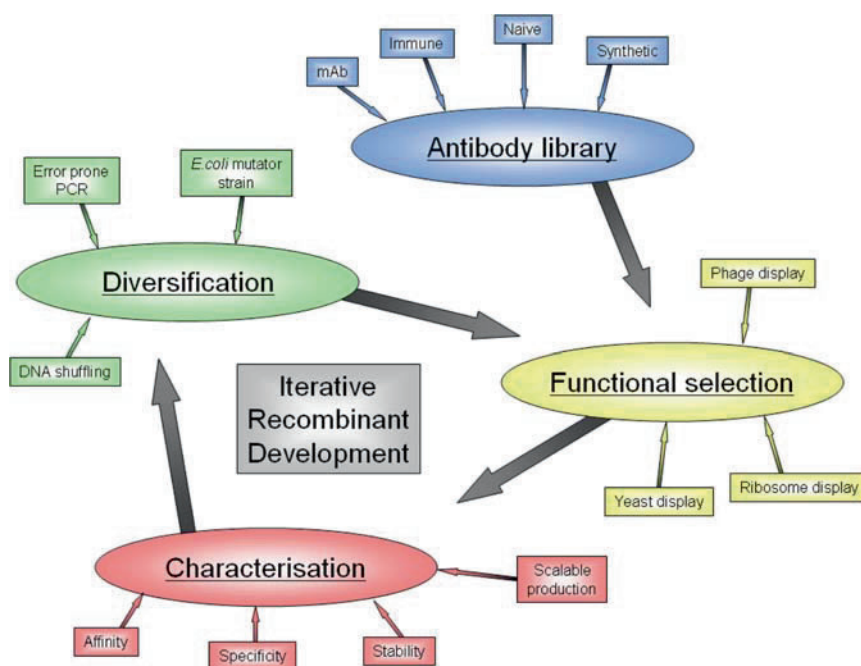 Naive
Immune
Synthetic
mAb
Antibody library
Error prone
PCR
E.coli mutator
strain
Diversification
DNA shuffling
Phage display
Functional selection
Iterative
Recombinant
Development
Yeast display
Ribosome display
Characterisation
Scalable
production
Affinity
Specificity
Stability